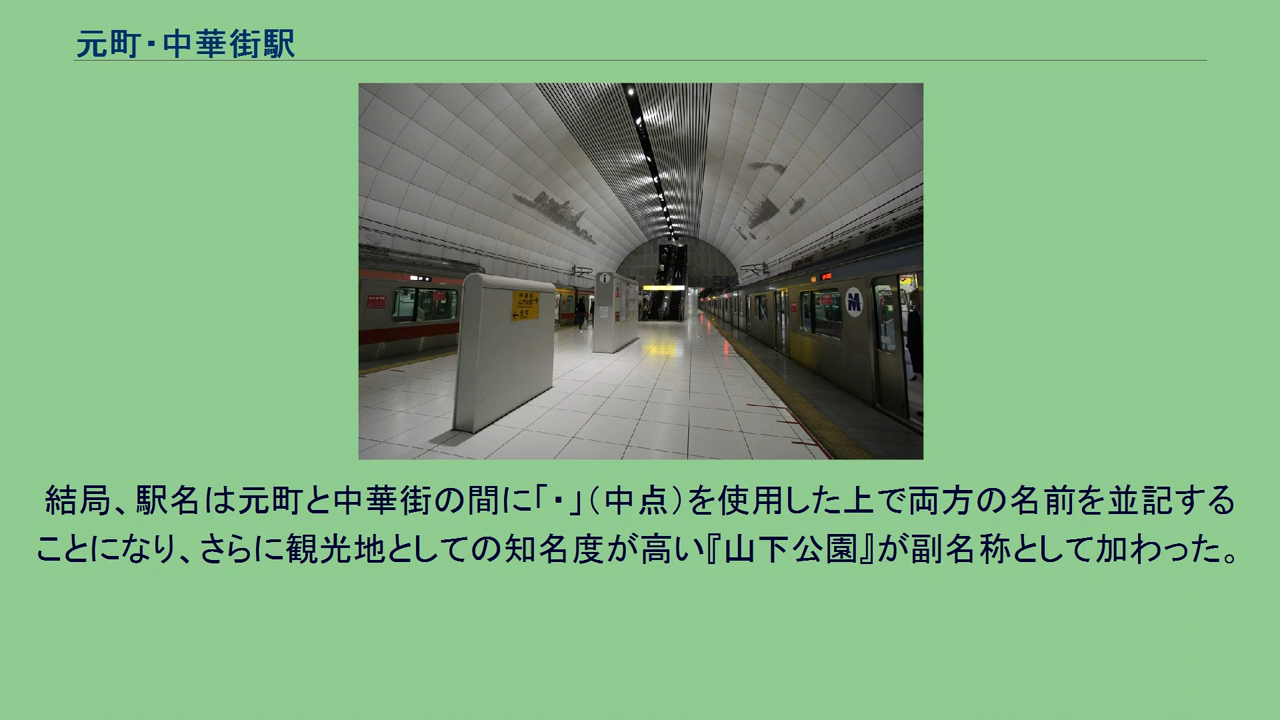 元町・中華街駅
i
M
結局、駅名は元町と中華街の間に「・」（中点）を使用した上で両方の名前を並記する
ことになり、さらに観光地としての知名度が高い『山下公園』が副名称として加わった。